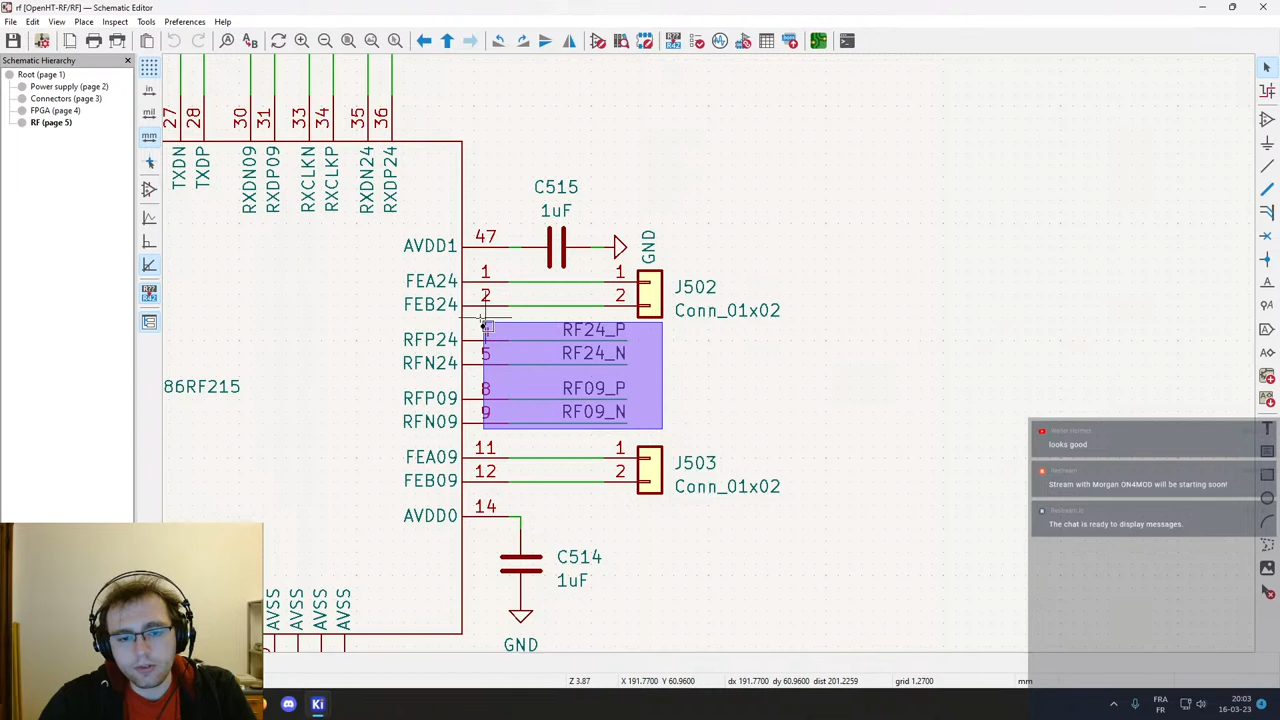 rf [OpenHT-RF/RF] — Schematic Editor
File Edit View Place Inspect Tools Preferences Help
Schematic Hierarchy
Root (page 1)
Power supply (page 2)
Connectors (page 3)
FPGA (page 4)
RF (page 5)
in
mil
mm
27
28
30
31
33
34
35
36
TXDN
TXDP
RXDN09
RXDP09
RXCLKN
RXCLKP
RXDN24
RXDP24
C515
1uF
AVDD1 47
GND
FEA24 1 1
FEB24 2 2
J502
Conn_01x02
RFP24 RF24_P
RFN24 5 RF24_N
RFP09 8 RF09_P
RFN09 9 RF09_N
86RF215
FEA09 11 1
FEB09 12 2
J503
Conn_01x02
AVDD0 14
C514
1uF
GND
AVSS
AVSS
AVSS
AVSS
Walter Hormer
looks good
Restream
Stream with Morgan ON4MOD will be starting soon!
Restream.io
The chat is ready to display messages.
Z 3.87 X 191.7700 Y 60.9600 dx 191.7700 dy 60.9600 dist 201.2259 grid 1.2700 mm
FRA
FR
20:03
16-03-23